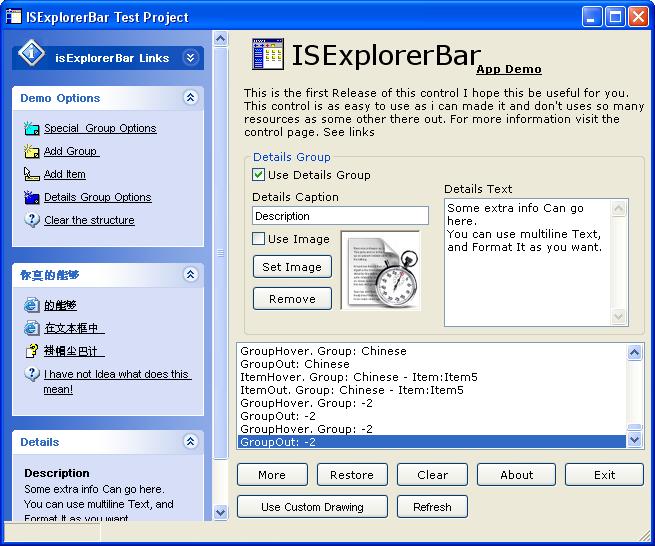 ISExplorerBar Test Project
isExplorerBar Links
Demo Options
Special Group Options
Add Group
Add Item
Details Group Options
Clear the structure
你真的能够
的能够
在文本框中
I have not Idea what does this
mean!
Details
Description
Some extra info Can go here.
You can use multiline Text, and
Format It as you want.
ISExplorerBar
App Demo
This is the first Release of this control I hope this be useful for you.
This control is as easy to use as i can made it and don't uses so many
resources as some other there out. For more information visit the
control page. See links
Details Group
Use Details Group
Details Caption
Description
Use Image
Set Image
Remove
Details Text
Some extra info Can go
here.
You can use multiline Text,
and Format It as you want.
GroupHover. Group: Chinese
GroupOut: Chinese
ItemHover. Group: Chinese - Item:Item5
ItemOut. Group: Chinese - Item:Item5
GroupHover. Group: -2
GroupOut: -2
GroupHover. Group: -2
GroupOut: -2
More
Restore
Clear
About
Exit
Use Custom Drawing
Refresh